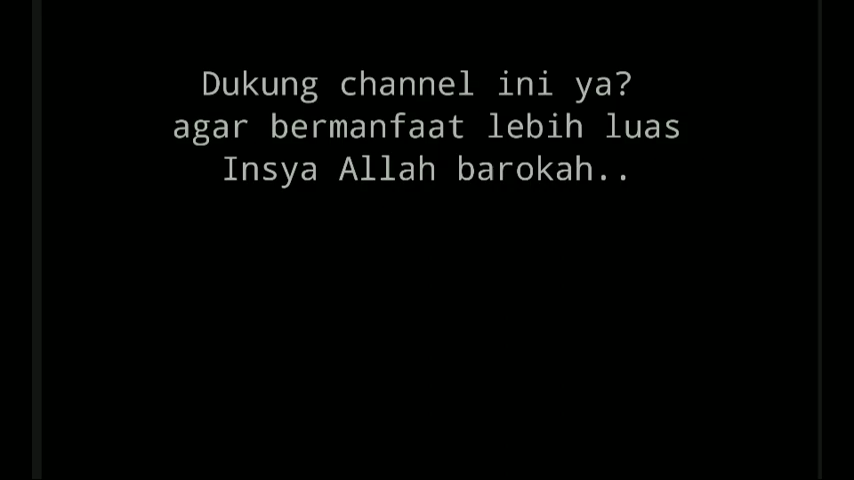 Dukung channel ini ya?
agar bermanfaat lebih luas
Insya Allah barokah..